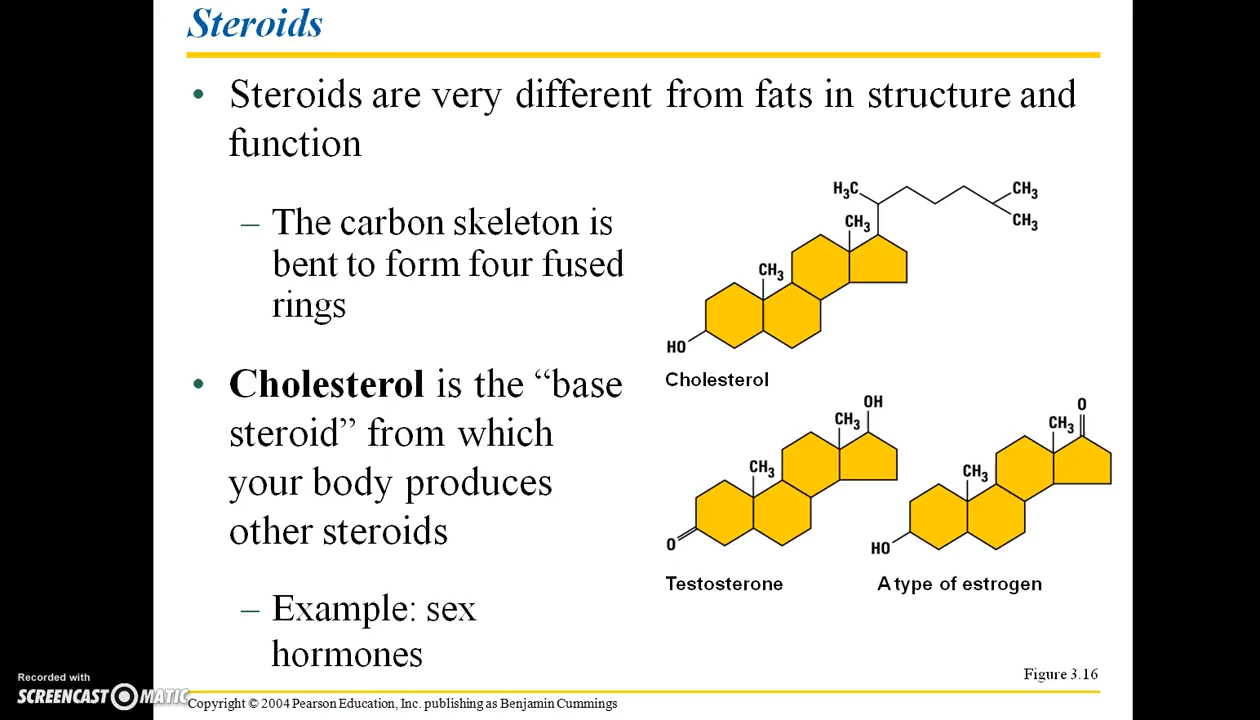 Steroids
• Steroids are very different from fats in structure and
function
– The carbon skeleton is
bent to form four fused
rings
• Cholesterol is the “base
steroid” from which
your body produces
other steroids
– Example: sex
hormones
H₃C
CH₃
CH₃
CH₃
CH₃
HO
Cholesterol
OH
CH₃
CH₃
O
Testosterone
O
CH₃
CH₃
HO
A type of estrogen
Figure 3.16
Recorded with
SCREENCAST MATIC
Copyright © 2004 Pearson Education, Inc. publishing as Benjamin Cummings